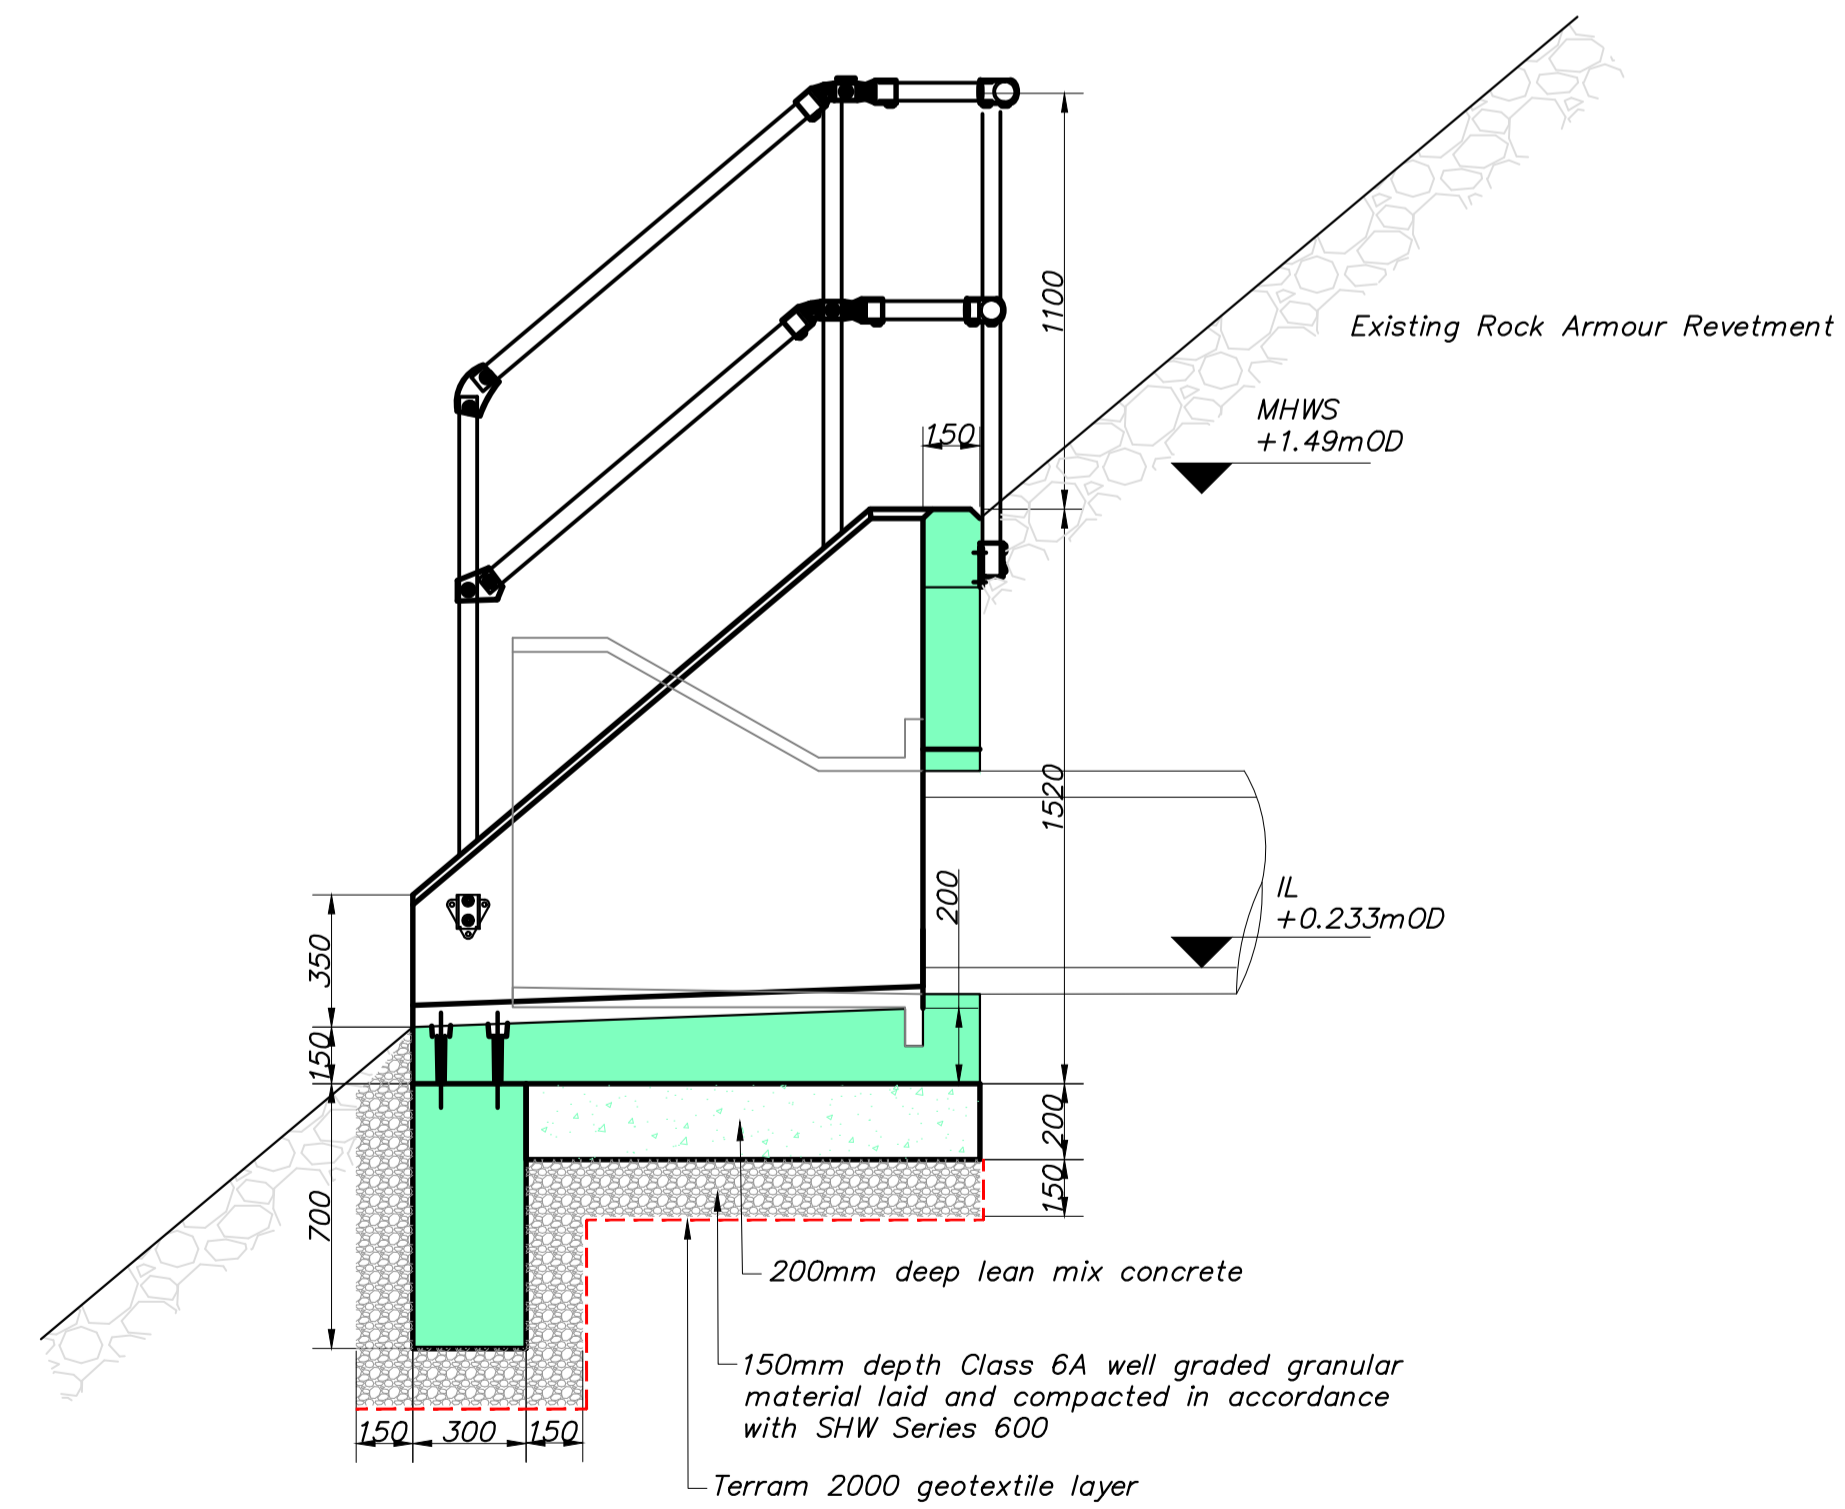 1100
Existing Rock Armour Revetment
MHWS
+1.49mOD
150
1520
200
IL
+0.233mOD
350
150
700
200
150
200mm deep lean mix concrete
150mm depth Class 6A well graded granular
material laid and compacted in accordance
with SHW Series 600
150
300
150
Terram 2000 geotextile layer